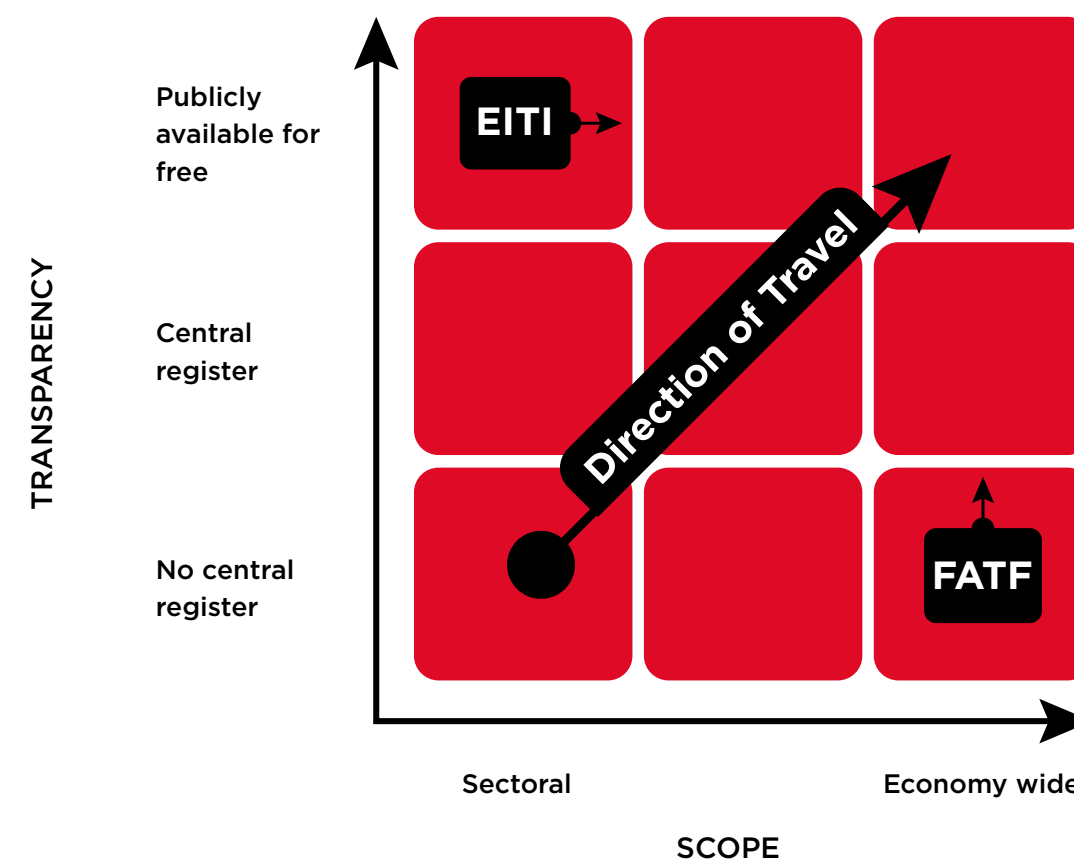 Publicly
available for
free
EITI
Direction of Travel
Central
register
TRANSPARENCY
No central
register
FATF
Sectoral
Economy wide
SCOPE